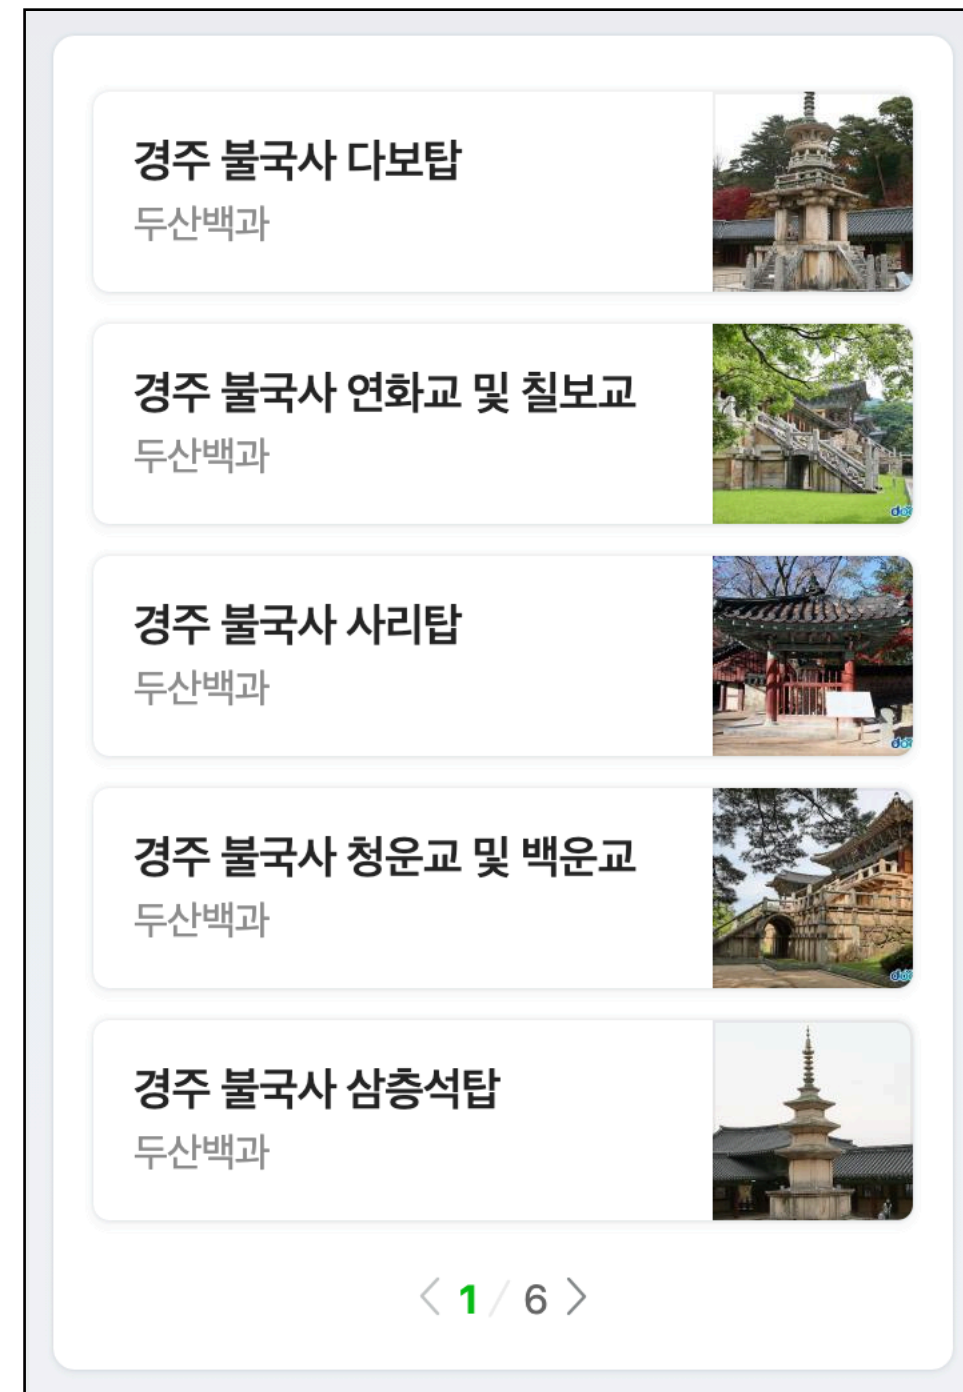 경주 불국사 다보탑
두산백과
경주 불국사 연화교 및 칠보교
두산백과
경주 불국사 사리탑
두산백과
경주 불국사 청운교 및 백운교
두산백과
경주 불국사 삼층석탑
두산백과
1 / 6